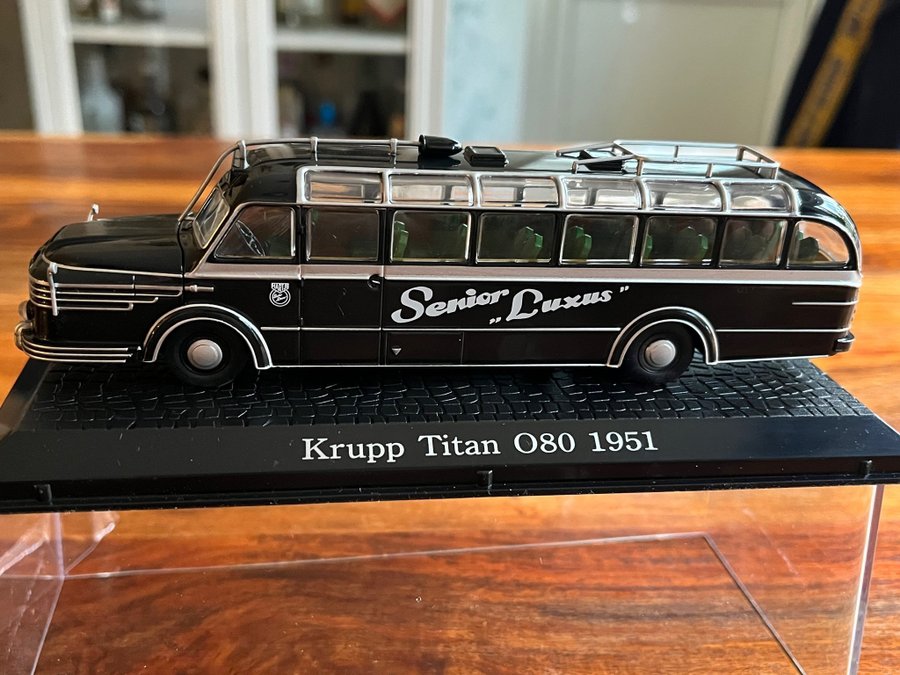 Senior
„Luxus”
Krupp Titan O80 1951